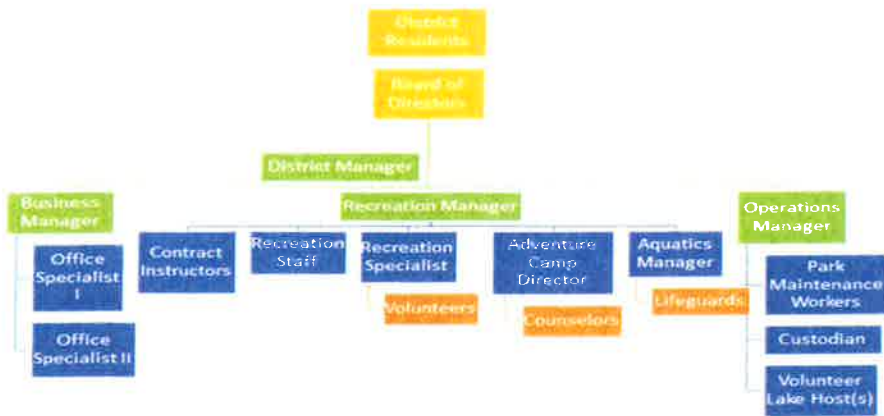 District
Residents
Board of
Directors
District Manager
Business
Manager
Recreation Manager
Operations
Manager
Office
Specialist
I
Office
Specialist II
Contract
Instructors
Recreation
Staff
Recreation
Specialist
Volunteers
Adventure
Camp
Director
Counselors
Aquatics
Manager
Lifeguards
Park
Maintenance
Workers
Custodian
Volunteer
Lake Host(s)